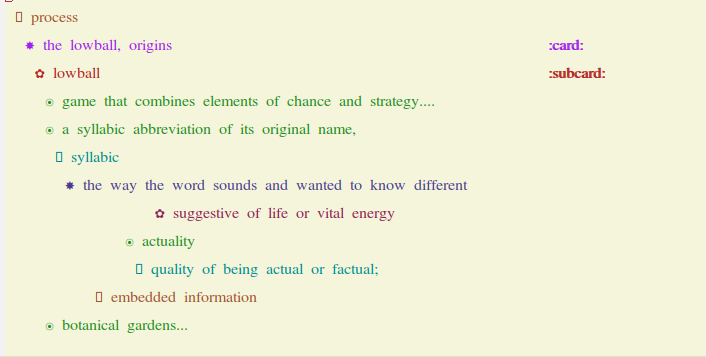 process
the lowball, origins :card:
lowball :subcard:
game that combines elements of chance and strategy....
a syllabic abbreviation of its original name,
syllabic
the way the word sounds and wanted to know different
suggestive of life or vital energy
actuality
quality of being actual or factual;
embedded information
botanical gardens...